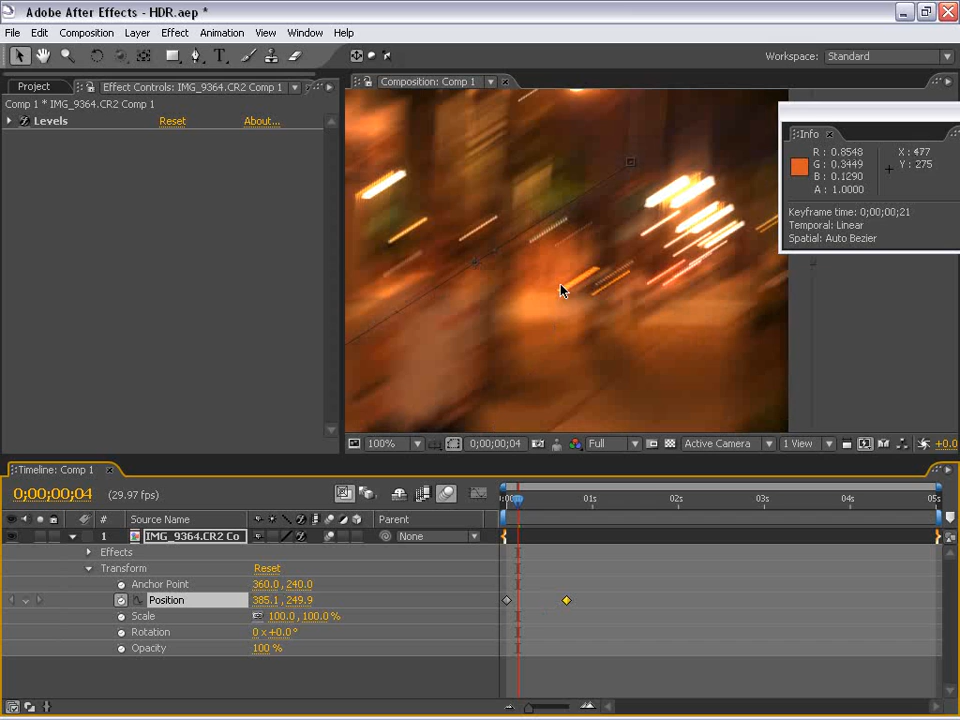 Adobe After Effects - HDR.aep *
File Edit Composition Layer Effect Animation View Window Help
T
Workspace: Standard
Project Effect Controls: IMG_9364.CR2 Comp 1
Composition: Comp 1
Comp 1 * IMG_9364.CR2 Comp 1
Levels Reset About...
Info
R : 0.8548
G : 0.3449
B : 0.1290
A : 1.0000
X : 477
Y : 275
Keyframe time: 0;00;00;21
Temporal: Linear
Spatial: Auto Bezier
100% 0;00;00;04 Full Active Camera 1 View +0.0
Timeline: Comp 1
0;00;00;04 (29.97 fps)
01s 02s 03s 04s 05s
# Source Name Parent
1 IMG_9364.CR2 Co None
Effects
Transform Reset
Anchor Point 360.0, 240.0
Position 385.1, 249.9
Scale 100.0, 100.0 %
Rotation 0 x +0.0°
Opacity 100 %